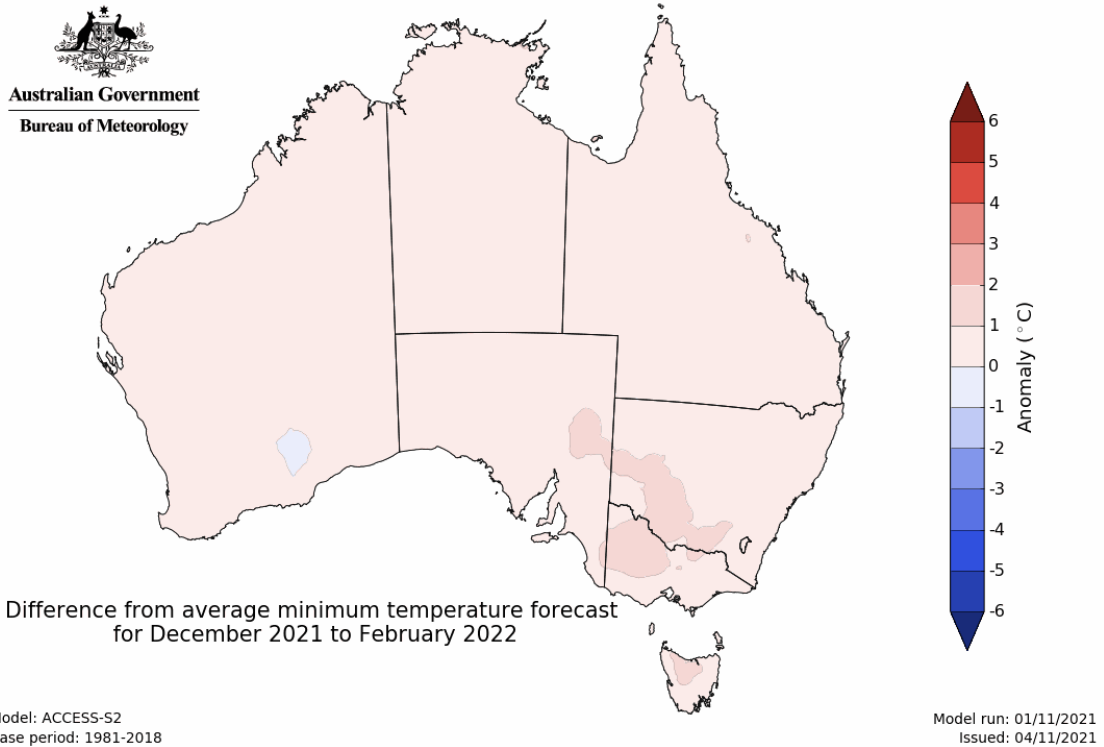 Australian Government
Bureau of Meteorology
6
5
4
3
2
1
0
-1
-2
-3
-4
-5
-6
Anomaly (°C)
Difference from average minimum temperature forecast
for December 2021 to February 2022
odel: ACCESS-S2
ase period: 1981-2018
Model run: 01/11/2021
Issued: 04/11/2021